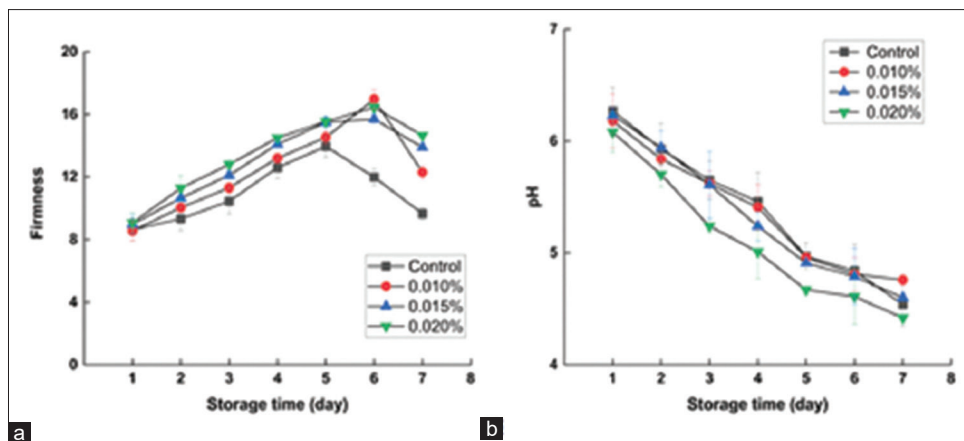 20
16
12
8
4
0
Firmness
1 2 3 4 5 6 7 8
Storage time (day)
Control
0.010%
0.015%
0.020%
a
7
6
5
4
pH
1 2 3 4 5 6 7 8
Storage time (day)
Control
0.010%
0.015%
0.020%
b